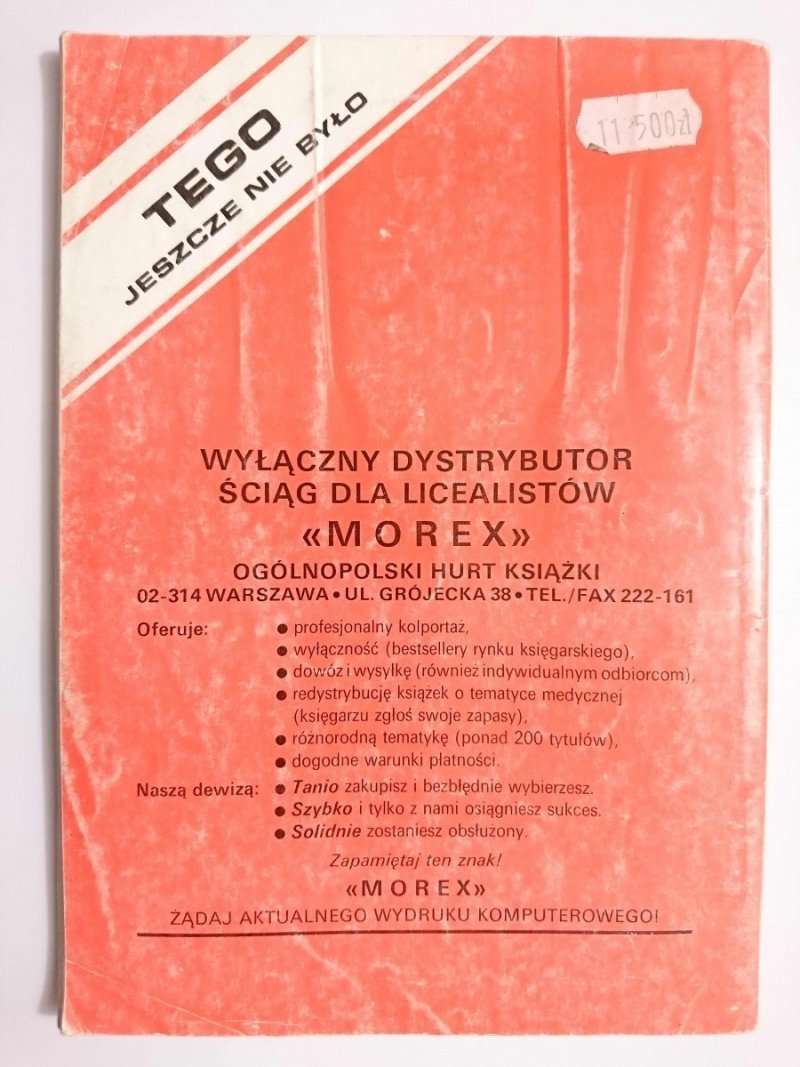 TEGO
JESZCZE NIE BYŁO
11 500zł
WYŁĄCZNY DYSTRYBUTOR
ŚCIĄG DLA LICEALISTÓW
«MOREX»
OGÓLNOPOLSKI HURT KSIĄŻKI
02-314 WARSZAWA • UL. GRÓJECKA 38 • TEL./FAX 222-161
Oferuje: ● profesjonalny kolportaż,
● wyłączność (bestsellery rynku księgarskiego),
● dowóz i wysylkę (również indywidualnym odbiorcom),
● redystrybucję książek o tematyce medycznej
(księgarzu zgłoś swoje zapasy),
● różnorodną tematykę (ponad 200 tytułów),
● dogodne warunki płatności.
Naszą dewizą: ● Tanio zakupisz i bezbłędnie wybierzesz.
● Szybko i tylko z nami osiągniesz sukces.
● Solidnie zostaniesz obsłużony.
Zapamiętaj ten znak!
«MOREX»
ŻĄDAJ AKTUALNEGO WYDRUKU KOMPUTEROWEGO!